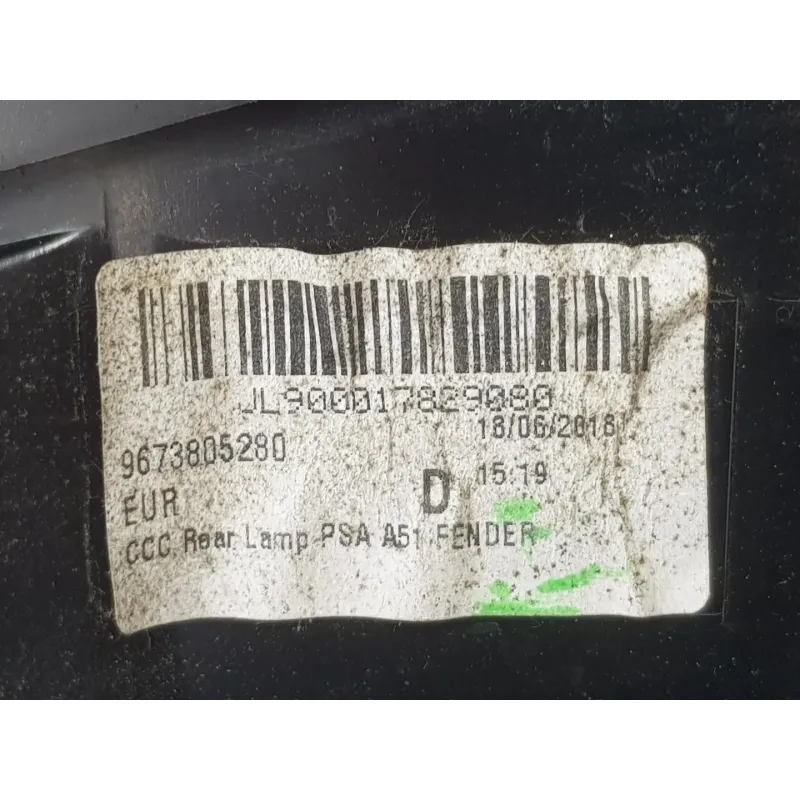 JL900017829080
18/06/2018
9673805280
15:19
EUR
D
CCC Rear Lamp PSA A51 FENDER